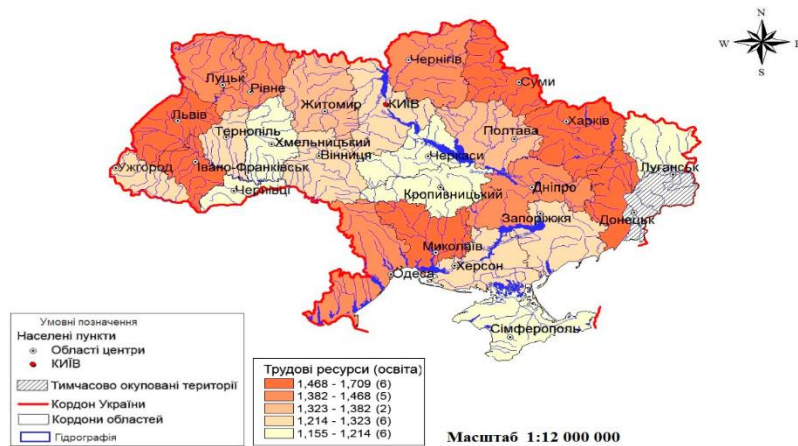 N
W
E
S
Чернігів
Суми
Луцьк
Рівне
КИЇВ
Житомир
Львів
Харків
Полтава
Тернопіль
Хмельницький
Вінниця
Черкаси
Луганськ
Ужгород
Івано-Франківськ
Чернівці
Кропивницький
Дніпро
Запоріжжя
Донецьк
Миколаїв
Херсон
Одеса
Сімферополь
Умовні позначення
Населені пункти
Області центри
КИЇВ
Тимчасово окуповані території
Кордон України
Кордони областей
Гідрографія
Трудові ресурси (освіта)
1,468 - 1,709 (6)
1,382 - 1,468 (5)
1,323 - 1,382 (2)
1,214 - 1,323 (6)
1,155 - 1,214 (6)
Масштаб 1:12 000 000